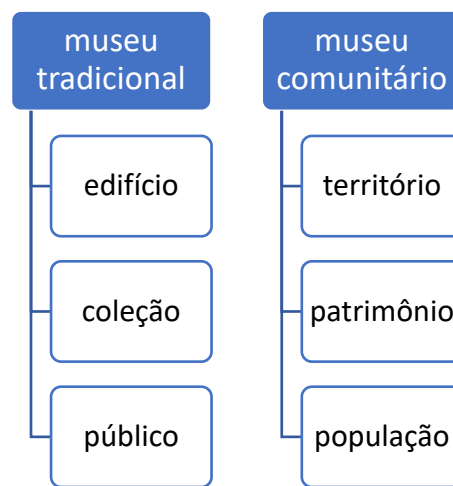 museu
tradicional
edifício
coleção
público
museu
comunitário
território
patrimônio
população